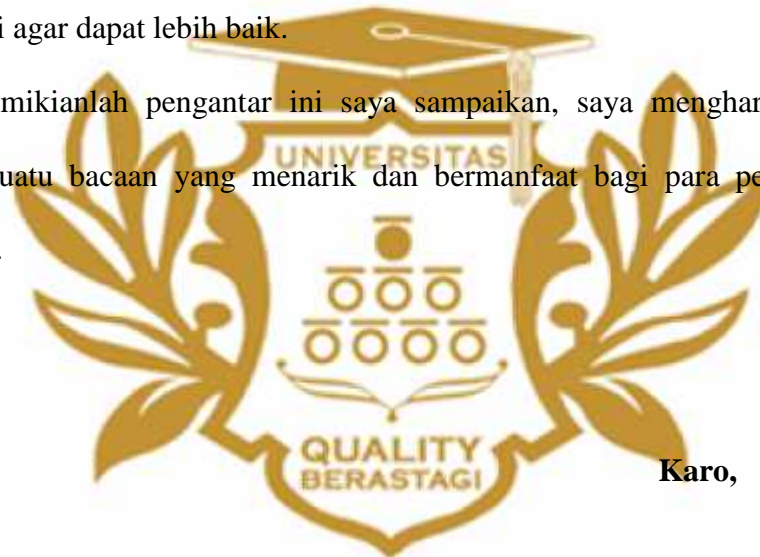 i agar dapat lebih baik.
mikianlah pengantar ini saya sampaikan, saya menghar
UNIVERSITAS
uatu bacaan yang menarik dan bermanfaat bagi para pe
.
QUALITY
BERASTAGI
Karo,